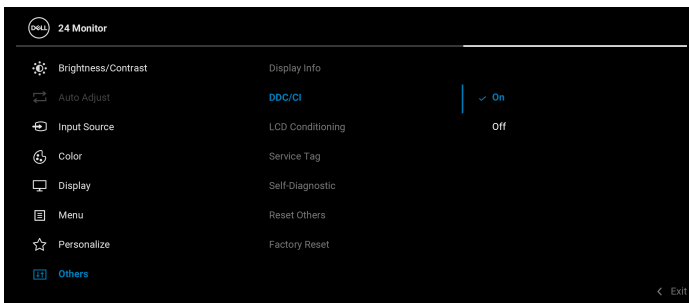 DELL 24 Monitor
Brightness/Contrast Display Info
Auto Adjust DDC/CI On
Input Source LCD Conditioning Off
Color Service Tag
Display Self-Diagnostic
Menu Reset Others
Personalize Factory Reset
Others
Exit